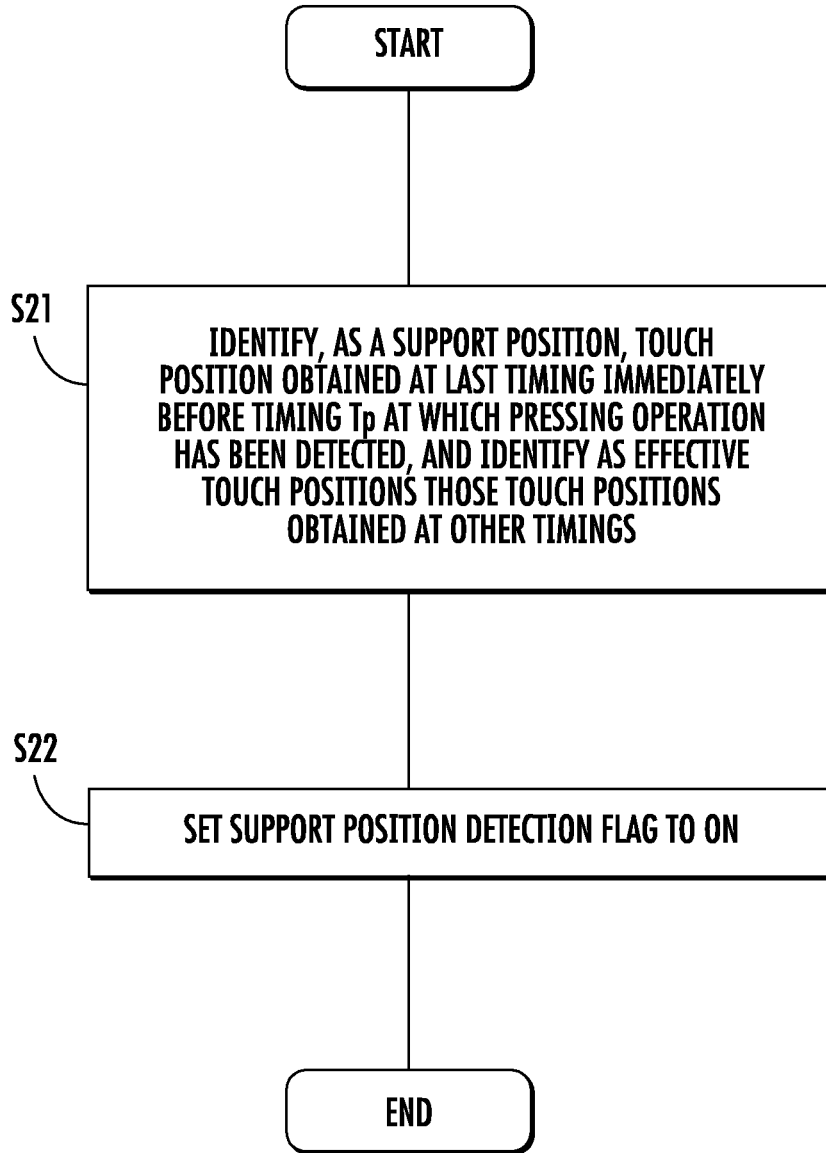 START
S21
IDENTIFY, AS A SUPPORT POSITION, TOUCH
POSITION OBTAINED AT LAST TIMING IMMEDIATELY
BEFORE TIMING Tp AT WHICH PRESSING OPERATION
HAS BEEN DETECTED, AND IDENTIFY AS EFFECTIVE
TOUCH POSITIONS THOSE TOUCH POSITIONS
OBTAINED AT OTHER TIMINGS
S22
SET SUPPORT POSITION DETECTION FLAG TO ON
END